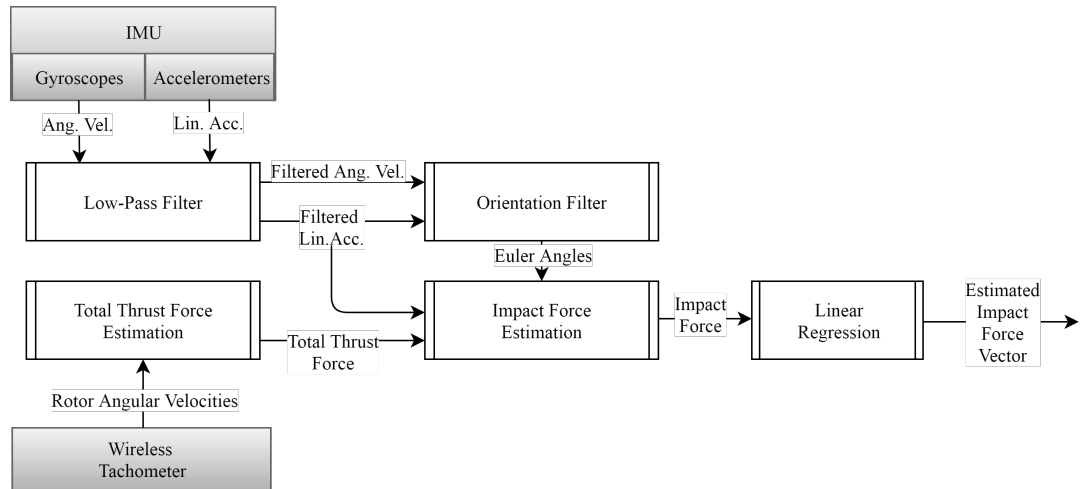 IMU
Gyroscopes
Accelerometers
Ang. Vel.
Lin. Acc.
Low-Pass Filter
Filtered Ang. Vel.
Filtered
Lin.Acc.
Orientation Filter
Euler Angles
Total Thrust Force
Estimation
Total Thrust
Force
Impact Force
Estimation
Impact
Force
Linear
Regression
Estimated
Impact
Force
Vector
Rotor Angular Velocities
Wireless
Tachometer